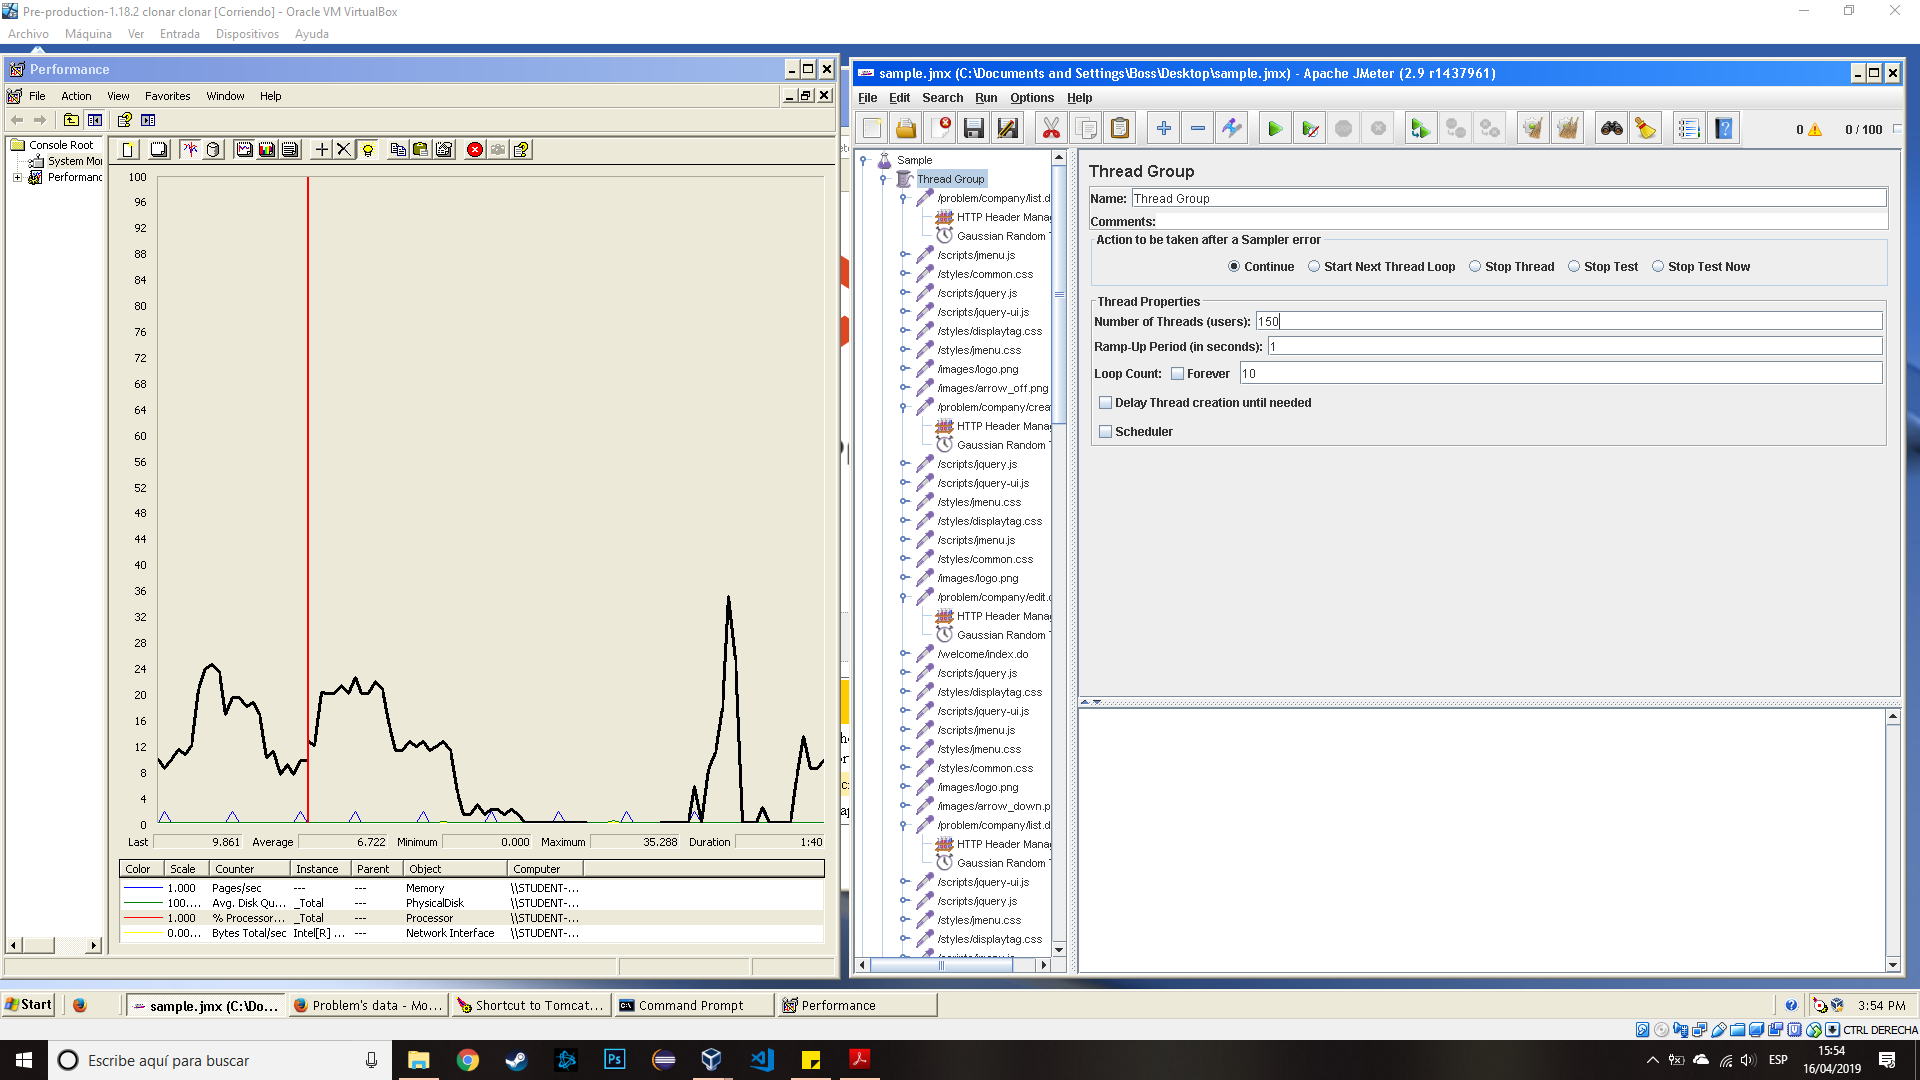 Pre-production-1.18.2 clonar clonar [Corriendo] - Oracle VM VirtualBox
Archivo Máquina Ver Entrada Dispositivos Ayuda
Performance
File Action View Favorites Window Help
Console Root
System Mo
Performanc
100
96
92
88
84
80
76
72
68
64
60
56
52
48
44
40
36
32
28
24
20
16
12
8
4
0
Last 9.861 Average 6.722 Minimum 0.000 Maximum 35.288 Duration 1:40
Color Scale Counter Instance Parent Object Computer
1.000 Pages/sec --- --- Memory \\STUDENT-...
100.... Avg. Disk Qu... _Total --- PhysicalDisk \\STUDENT-...
1.000 % Processor... _Total --- Processor \\STUDENT-...
0.00... Bytes Total/sec Intel[R] ... --- Network Interface \\STUDENT-...
sample.jmx (C:\Documents and Settings\Boss\Desktop\sample.jmx) - Apache JMeter (2.9 r1437961)
File Edit Search Run Options Help
0 0 / 100
Sample
Thread Group
/problem/company/list.d
HTTP Header Mana
Gaussian Random T
/scripts/jmenu.js
/styles/common.css
/scripts/jquery.js
/scripts/jquery-ui.js
/styles/displaytag.css
/styles/jmenu.css
/images/logo.png
/images/arrow_off.png
/problem/company/crea
HTTP Header Mana
Gaussian Random T
/scripts/jquery.js
/scripts/jquery-ui.js
/styles/jmenu.css
/styles/displaytag.css
/scripts/jmenu.js
/styles/common.css
/images/logo.png
/problem/company/edit.d
HTTP Header Mana
Gaussian Random T
/welcome/index.do
/scripts/jquery.js
/styles/displaytag.css
/scripts/jquery-ui.js
/scripts/jmenu.js
/styles/jmenu.css
/styles/common.css
/images/logo.png
/images/arrow_down.p
/problem/company/list.d
HTTP Header Mana
Gaussian Random T
/scripts/jquery-ui.js
/scripts/jquery.js
/styles/jmenu.css
/styles/displaytag.css
Thread Group
Name: Thread Group
Comments:
Action to be taken after a Sampler error
Continue Start Next Thread Loop Stop Thread Stop Test Stop Test Now
Thread Properties
Number of Threads (users): 150
Ramp-Up Period (in seconds): 1
Loop Count: Forever 10
Delay Thread creation until needed
Scheduler
Start sample.jmx (C:\Do... Problem's data - Mo... Shortcut to Tomcat... Command Prompt Performance 3:54 PM
CTRL DERECHA
Escribe aquí para buscar
Ps
ESP
15:54
16/04/2019